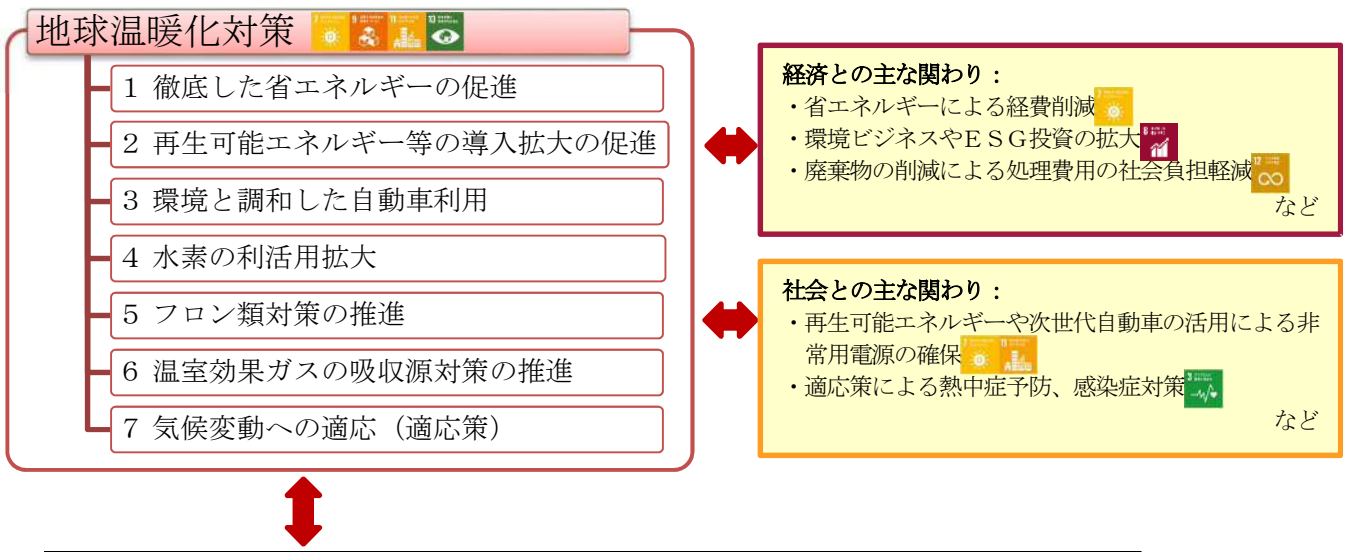 地球温暖化対策 7 9 11 13
1 徹底した省エネルギーの促進
2 再生可能エネルギー等の導入拡大の促進
3 環境と調和した自動車利用
4 水素の利活用拡大
5 フロン類対策の推進
6 温室効果ガスの吸収源対策の推進
7 気候変動への適応(適応策)
経済との主な関わり:
・省エネルギーによる経費削減 7
・環境ビジネスやESG投資の拡大 8
・廃棄物の削減による処理費用の社会負担軽減 12
など
社会との主な関わり:
・再生可能エネルギーや次世代自動車の活用による非
常用電源の確保 7 11
・適応策による熱中症予防、感染症対策 3
など